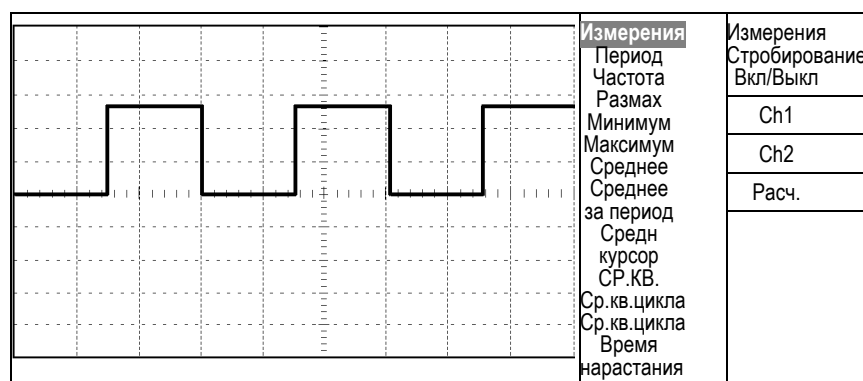 Измерения
Период
Частота
Размах
Минимум
Максимум
Среднее
Среднее
за период
Средн
курсор
СР.КВ.
Ср.кв.цикла
Ср.кв.цикла
Время
нарастания
Измерения
Стробирование
Вкл/Выкл
Ch1
Ch2
Расч.